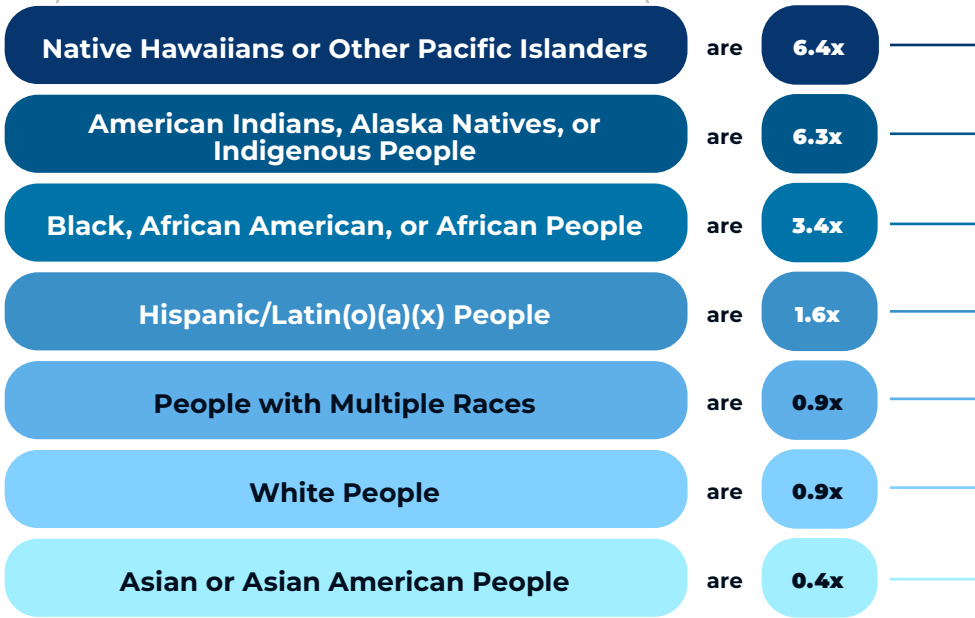 Native Hawaiians or Other Pacific Islanders are 6.4x
American Indians, Alaska Natives, or
Indigenous People are 6.3x
Black, African American, or African People are 3.4x
Hispanic/Latin(o)(a)(x) People are 1.6x
People with Multiple Races are 0.9x
White People are 0.9x
Asian or Asian American People are 0.4x